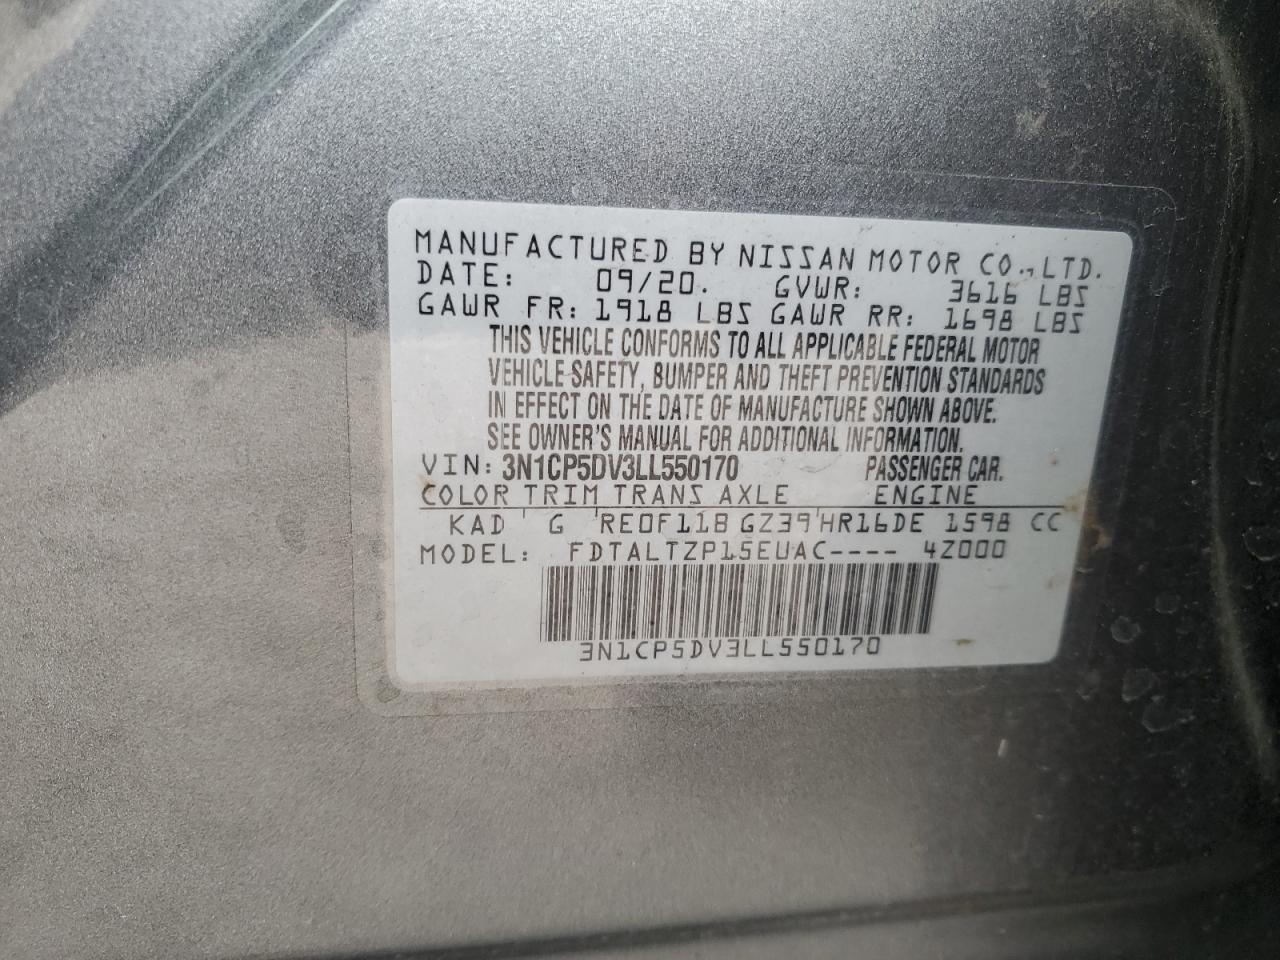 MANUFACTURED BY NISSAN MOTOR CO.,LTD.
DATE: 09/20. GVWR: 3616 LBS
GAWR FR: 1918 LBS GAWR RR: 1698 LBS
THIS VEHICLE CONFORMS TO ALL APPLICABLE FEDERAL MOTOR
VEHICLE SAFETY, BUMPER AND THEFT PREVENTION STANDARDS
IN EFFECT ON THE DATE OF MANUFACTURE SHOWN ABOVE.
SEE OWNER'S MANUAL FOR ADDITIONAL INFORMATION.
VIN: 3N1CP5DV3LL550170 PASSENGER CAR.
COLOR TRIM TRANS AXLE ENGINE
KAD ' G ' RE0F11B GZ39'HR16DE 1598 CC
MODEL: FDTALTZP15EUAC---- 4Z000
3N1CP5DV3LL550170